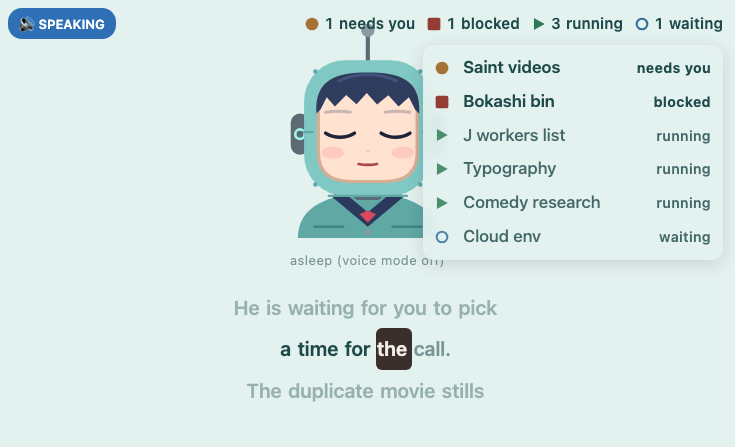 SPEAKING
1 needs you 1 blocked 3 running 1 waiting
Saint videos needs you
Bokashi bin blocked
J workers list running
Typography running
Comedy research running
Cloud env waiting
asleep (voice mode off)
He is waiting for you to pick
a time for the call.
The duplicate movie stills